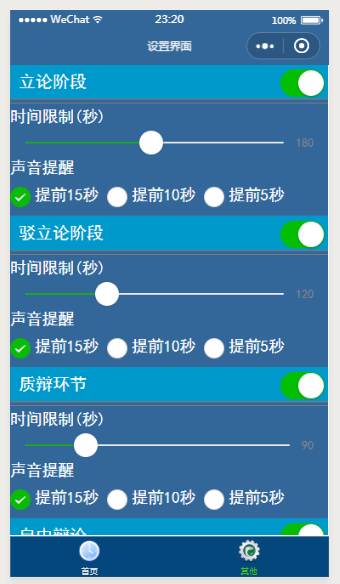 ●●●●● WeChat 23:20 100%
设置界面
立论阶段
时间限制(秒)
180
声音提醒
提前15秒 提前10秒 提前5秒
驳立论阶段
时间限制(秒)
120
声音提醒
提前15秒 提前10秒 提前5秒
质辩环节
时间限制(秒)
90
声音提醒
提前15秒 提前10秒 提前5秒
自由辩论
首页 其他